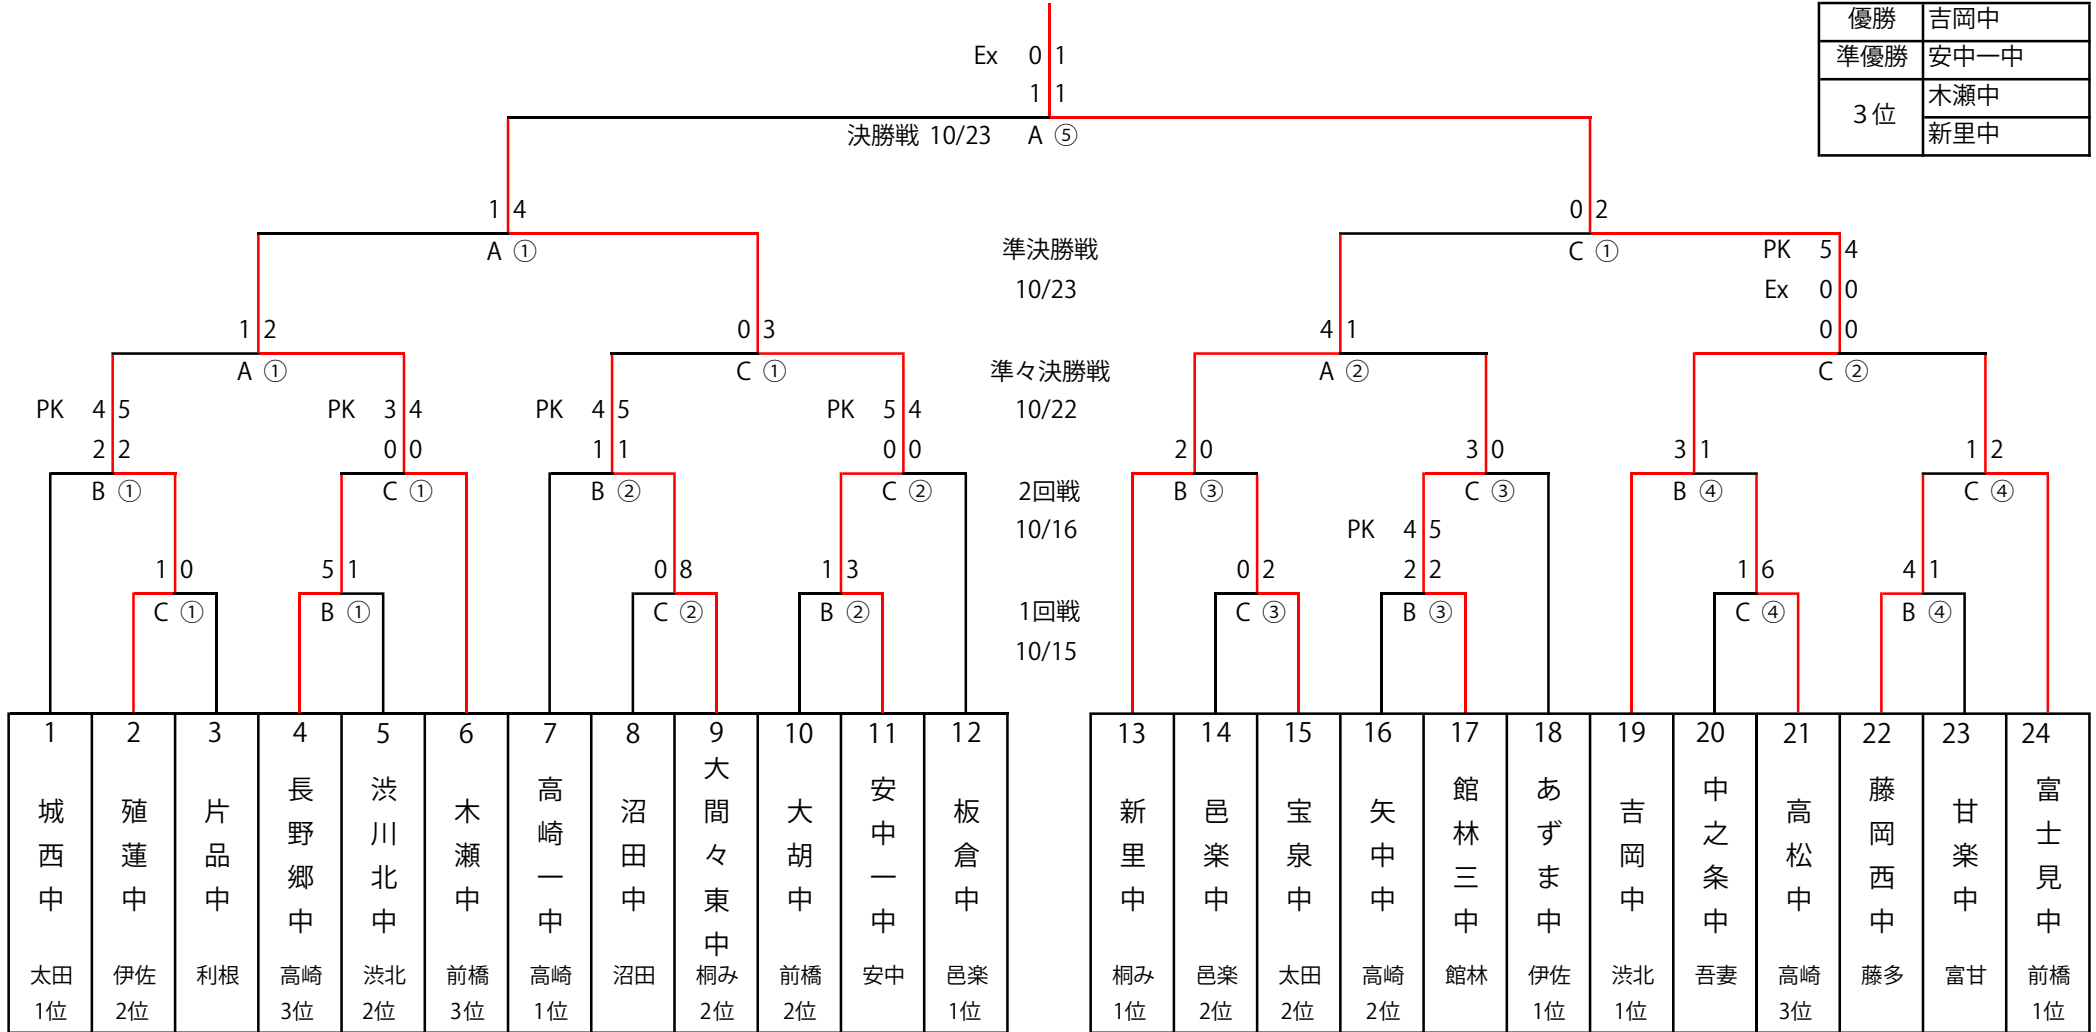 優勝 吉岡中
Ex 0 1
準優勝 安中一中
1 1
3位 木瀬中
新里中
決勝戦 10/23 A ⑤
1 4 0 2
A ① 準決勝戦 C ① PK 5 4
10/23 Ex 0 0
1 2 0 3 4 1 0 0
A ① C ① 準々決勝戦 A ② C ②
PK 4 5 PK 3 4 PK 4 5 PK 5 4 10/22
2 2 0 0 1 1 0 0 2 0 3 0 3 1 1 2
B ① C ① B ② C ② 2回戦 B ③ C ③ B ④ C ④
10/16 PK 4 5
1 0 5 1 0 8 1 3 0 2 2 2 1 6 4 1
C ① B ① C ② B ② 1回戦 C ③ B ③ C ④ B ④
10/15
1 2 3 4 5 6 7 8 9 10 11 12 13 14 15 16 17 18 19 20 21 22 23 24
城西中
殖蓮中
片品中
長野郷中
渋川北中
木瀬中
高崎一中
沼田中
大間々東中
大胡中
安中一中
板倉中
新里中
邑楽中
宝泉中
矢中中
館林三中
あずま中
吉岡中
中之条中
高松中
藤岡西中
甘楽中
富士見中
太田 伊佐 利根 高崎 渋北 前橋 高崎 沼田 桐み 前橋 安中 邑楽 桐み 邑楽 太田 高崎 館林 伊佐 渋北 吾妻 高崎 藤多 富甘 前橋
1位 2位 3位 2位 3位 1位 2位 2位 1位 1位 2位 2位 2位 1位 1位 3位 1位